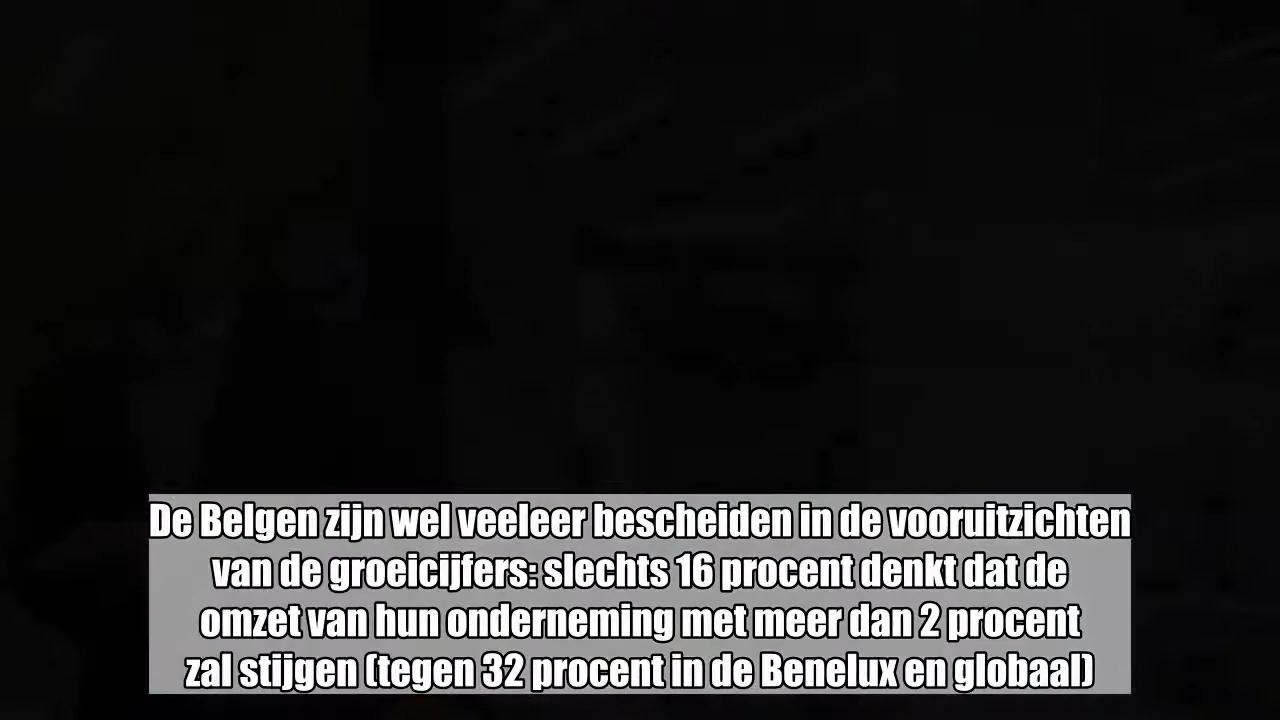 De Belgen zijn wel veeleer bescheiden in de vooruitzichten
van de groeicijfers: slechts 16 procent denkt dat de
omzet van hun onderneming met meer dan 2 procent
zal stijgen (tegen 32 procent in de Benelux en globaal)